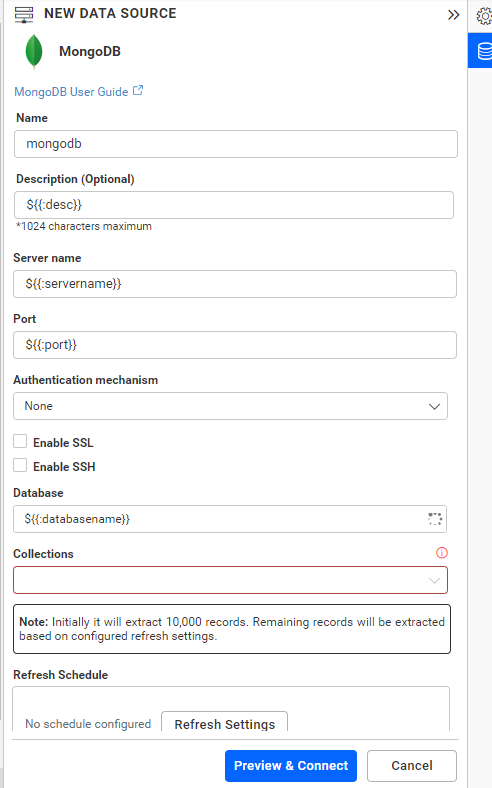 NEW DATA SOURCE
MongoDB
MongoDB User Guide
Name
mongodb
Description (Optional)
${{:desc}}
*1024 characters maximum
Server name
${{:servername}}
Port
${{:port}}
Authentication mechanism
None
Enable SSL
Enable SSH
Database
${{:databasename}}
Collections
Note: Initially it will extract 10,000 records. Remaining records will be extracted
based on configured refresh settings.
Refresh Schedule
No schedule configured Refresh Settings
Preview & Connect Cancel